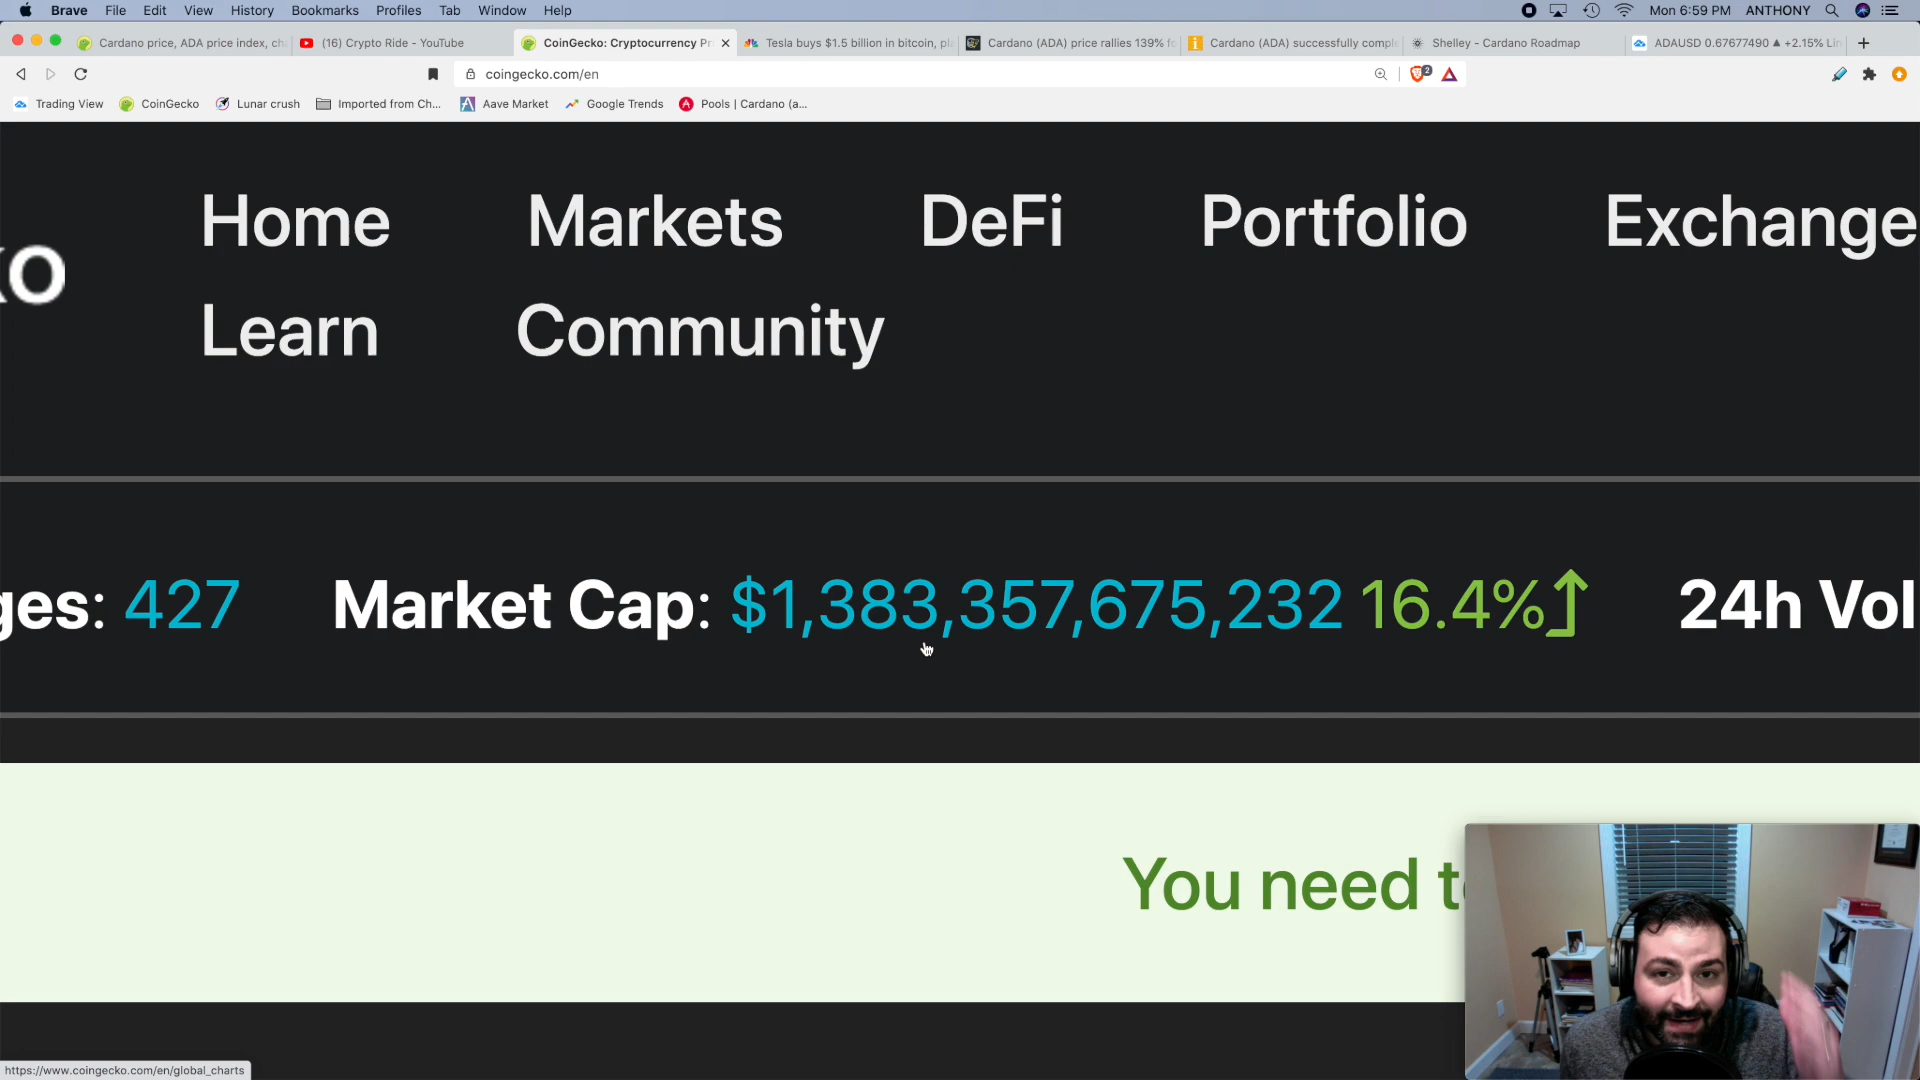 Brave File Edit View History Bookmarks Profiles Tab Window Help Mon 6:59 PM ANTHONY
Cardano price, ADA price index, ch (16) Crypto Ride - YouTube CoinGecko: Cryptocurrency Pr Tesla buys $1.5 billion in bitcoin, pl Cardano (ADA) price rallies 139% fo Cardano (ADA) successfully comple Shelley - Cardano Roadmap ADAUSD 0.67677490 ▲ +2.15% Lin
coingecko.com/en 2
Trading View CoinGecko Lunar crush Imported from Ch... Aave Market Google Trends Pools | Cardano (a...
Home Markets DeFi Portfolio Exchange
ko
Learn Community
ges: 427 Market Cap: $1,383,357,675,232 16.4% 24h Vol
You need to
https://www.coingecko.com/en/global_charts